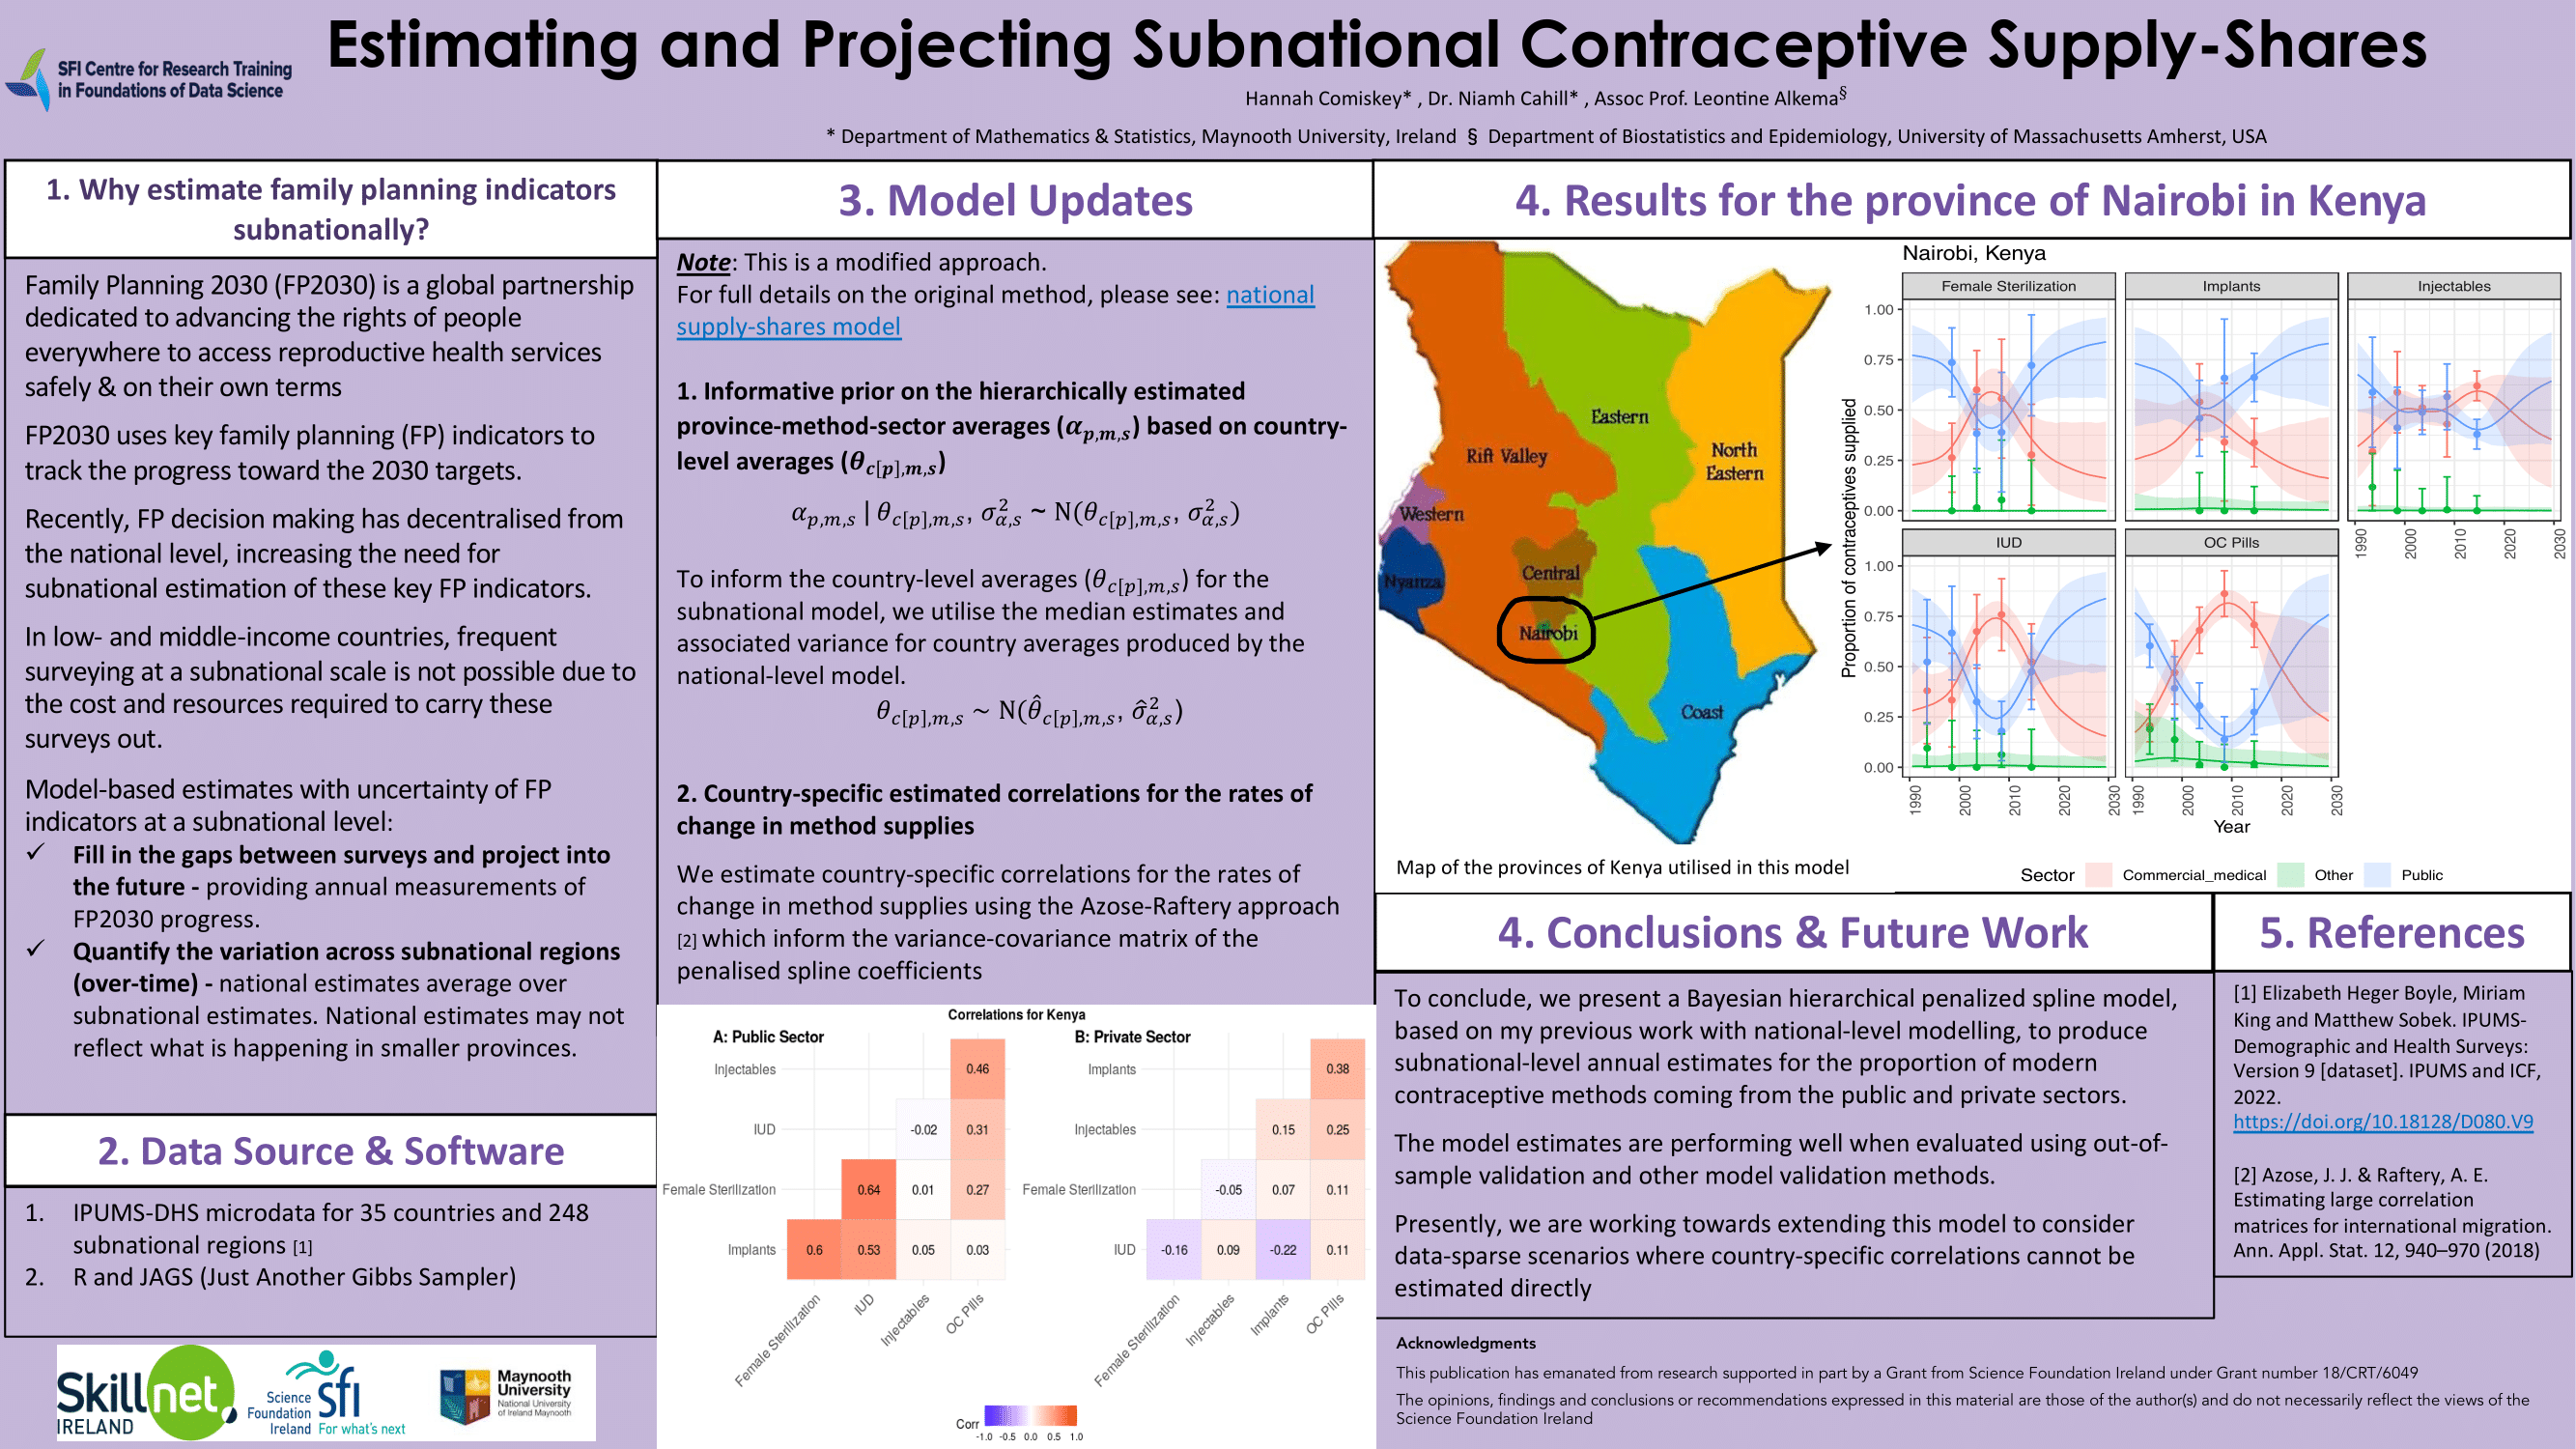 SFI Centre for Research Training
in Foundations of Data Science
Estimating and Projecting Subnational Contraceptive Supply-Shares
Hannah Comiskey* , Dr. Niamh Cahill* , Assoc Prof. Leontine Alkema§
* Department of Mathematics & Statistics, Maynooth University, Ireland § Department of Biostatistics and Epidemiology, University of Massachusetts Amherst, USA
1. Why estimate family planning indicators
subnationally?
Family Planning 2030 (FP2030) is a global partnership
dedicated to advancing the rights of people
everywhere to access reproductive health services
safely & on their own terms
FP2030 uses key family planning (FP) indicators to
track the progress toward the 2030 targets.
Recently, FP decision making has decentralised from
the national level, increasing the need for
subnational estimation of these key FP indicators.
In low- and middle-income countries, frequent
surveying at a subnational scale is not possible due to
the cost and resources required to carry these
surveys out.
Model-based estimates with uncertainty of FP
indicators at a subnational level:
✓ Fill in the gaps between surveys and project into
the future - providing annual measurements of
FP2030 progress.
✓ Quantify the variation across subnational regions
(over-time) - national estimates average over
subnational estimates. National estimates may not
reflect what is happening in smaller provinces.
2. Data Source & Software
1. IPUMS-DHS microdata for 35 countries and 248
subnational regions [1]
2. R and JAGS (Just Another Gibbs Sampler)
Skillnet
IRELAND
Science
Foundation
Ireland
sfi
For what's next
Maynooth
University
National University
of Ireland Maynooth
3. Model Updates
Note: This is a modified approach.
For full details on the original method, please see: national
supply-shares model
1. Informative prior on the hierarchically estimated
province-method-sector averages (α_{p,m,s}) based on country-
level averages (θ_{c[p],m,s})
α_{p,m,s} | θ_{c[p],m,s}, σ²_{α,s} ~ N(θ_{c[p],m,s}, σ²_{α,s})
To inform the country-level averages (θ_{c[p],m,s}) for the
subnational model, we utilise the median estimates and
associated variance for country averages produced by the
national-level model.
θ_{c[p],m,s} ~ N(θ̂_{c[p],m,s}, σ̂²_{α,s})
2. Country-specific estimated correlations for the rates of
change in method supplies
We estimate country-specific correlations for the rates of
change in method supplies using the Azose-Raftery approach
[2] which inform the variance-covariance matrix of the
penalised spline coefficients
Correlations for Kenya
A: Public Sector
Injectables 0.46
IUD -0.02 0.31
Female Sterilization 0.64 0.01 0.27
Implants 0.6 0.53 0.05 0.03
Female Sterilization IUD Injectables OC Pills
B: Private Sector
Implants 0.38
Injectables 0.15 0.25
Female Sterilization -0.05 0.07 0.11
IUD -0.16 0.09 -0.22 0.11
Female Sterilization Injectables Implants OC Pills
Corr
-1.0 -0.5 0.0 0.5 1.0
4. Results for the province of Nairobi in Kenya
Eastern
North
Eastern
Rift Valley
Western
Nyanza
Central
Nairobi
Coast
Map of the provinces of Kenya utilised in this model
Nairobi, Kenya
Proportion of contraceptives supplied
Female Sterilization Implants Injectables
1.00
0.75
0.50
0.25
0.00
1990 2000 2010 2020 2030
IUD OC Pills
1.00
0.75
0.50
0.25
0.00
1990 2000 2010 2020 2030 1990 2000 2010 2020 2030
Year
Sector Commercial_medical Other Public
4. Conclusions & Future Work
To conclude, we present a Bayesian hierarchical penalized spline model,
based on my previous work with national-level modelling, to produce
subnational-level annual estimates for the proportion of modern
contraceptive methods coming from the public and private sectors.
The model estimates are performing well when evaluated using out-of-
sample validation and other model validation methods.
Presently, we are working towards extending this model to consider
data-sparse scenarios where country-specific correlations cannot be
estimated directly
5. References
[1] Elizabeth Heger Boyle, Miriam
King and Matthew Sobek. IPUMS-
Demographic and Health Surveys:
Version 9 [dataset]. IPUMS and ICF,
2022.
https://doi.org/10.18128/D080.V9
[2] Azose, J. J. & Raftery, A. E.
Estimating large correlation
matrices for international migration.
Ann. Appl. Stat. 12, 940–970 (2018)
Acknowledgments
This publication has emanated from research supported in part by a Grant from Science Foundation Ireland under Grant number 18/CRT/6049
The opinions, findings and conclusions or recommendations expressed in this material are those of the author(s) and do not necessarily reflect the views of the
Science Foundation Ireland